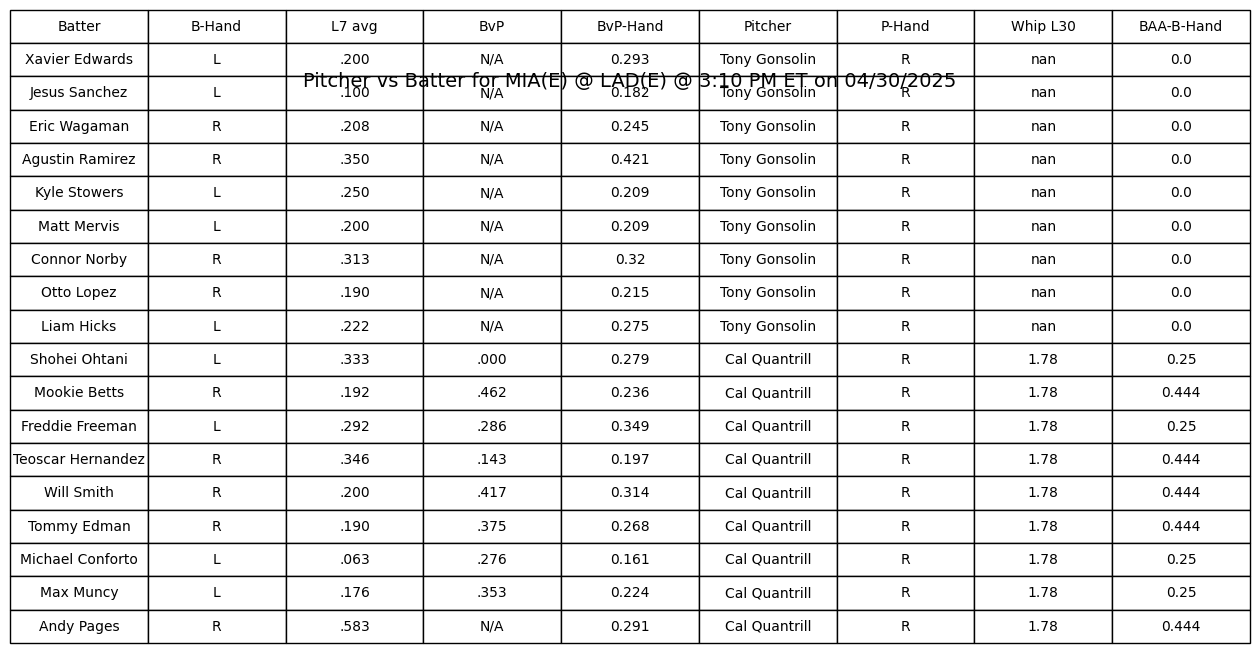 Batter B-Hand L7 avg BvP BvP-Hand Pitcher P-Hand Whip L30 BAA-B-Hand
Xavier Edwards L .200 N/A 0.293 Tony Gonsolin R nan 0.0
Pitcher vs Batter for MIA(E) @ LAD(E) @ 3:10 PM ET on 04/30/2025
Jesus Sanchez L .100 N/A 0.182 Tony Gonsolin R nan 0.0
Eric Wagaman R .208 N/A 0.245 Tony Gonsolin R nan 0.0
Agustin Ramirez R .350 N/A 0.421 Tony Gonsolin R nan 0.0
Kyle Stowers L .250 N/A 0.209 Tony Gonsolin R nan 0.0
Matt Mervis L .200 N/A 0.209 Tony Gonsolin R nan 0.0
Connor Norby R .313 N/A 0.32 Tony Gonsolin R nan 0.0
Otto Lopez R .190 N/A 0.215 Tony Gonsolin R nan 0.0
Liam Hicks L .222 N/A 0.275 Tony Gonsolin R nan 0.0
Shohei Ohtani L .333 .000 0.279 Cal Quantrill R 1.78 0.25
Mookie Betts R .192 .462 0.236 Cal Quantrill R 1.78 0.444
Freddie Freeman L .292 .286 0.349 Cal Quantrill R 1.78 0.25
Teoscar Hernandez R .346 .143 0.197 Cal Quantrill R 1.78 0.444
Will Smith R .200 .417 0.314 Cal Quantrill R 1.78 0.444
Tommy Edman R .190 .375 0.268 Cal Quantrill R 1.78 0.444
Michael Conforto L .063 .276 0.161 Cal Quantrill R 1.78 0.25
Max Muncy L .176 .353 0.224 Cal Quantrill R 1.78 0.25
Andy Pages R .583 N/A 0.291 Cal Quantrill R 1.78 0.444